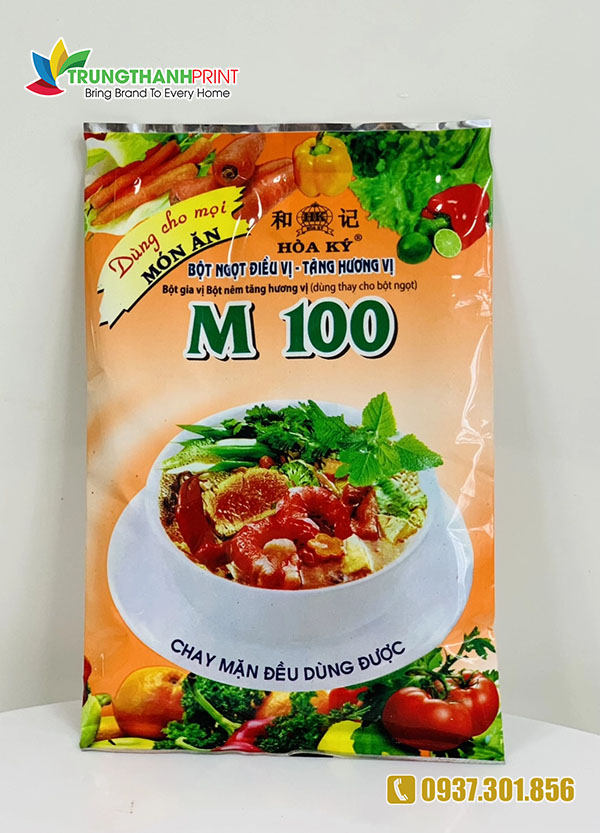 TRUNGTHANHPRINT
Bring Brand To Every Home
Dùng cho mọi
MÓN ĂN
和 HK 记
HÒA KÝ®
BỘT NGỌT ĐIỀU VỊ - TĂNG HƯƠNG VỊ
Bột gia vị Bột nêm tăng hương vị (dùng thay cho bột ngọt)
M 100
CHAY MẶN ĐỀU DÙNG ĐƯỢC
0937.301.856